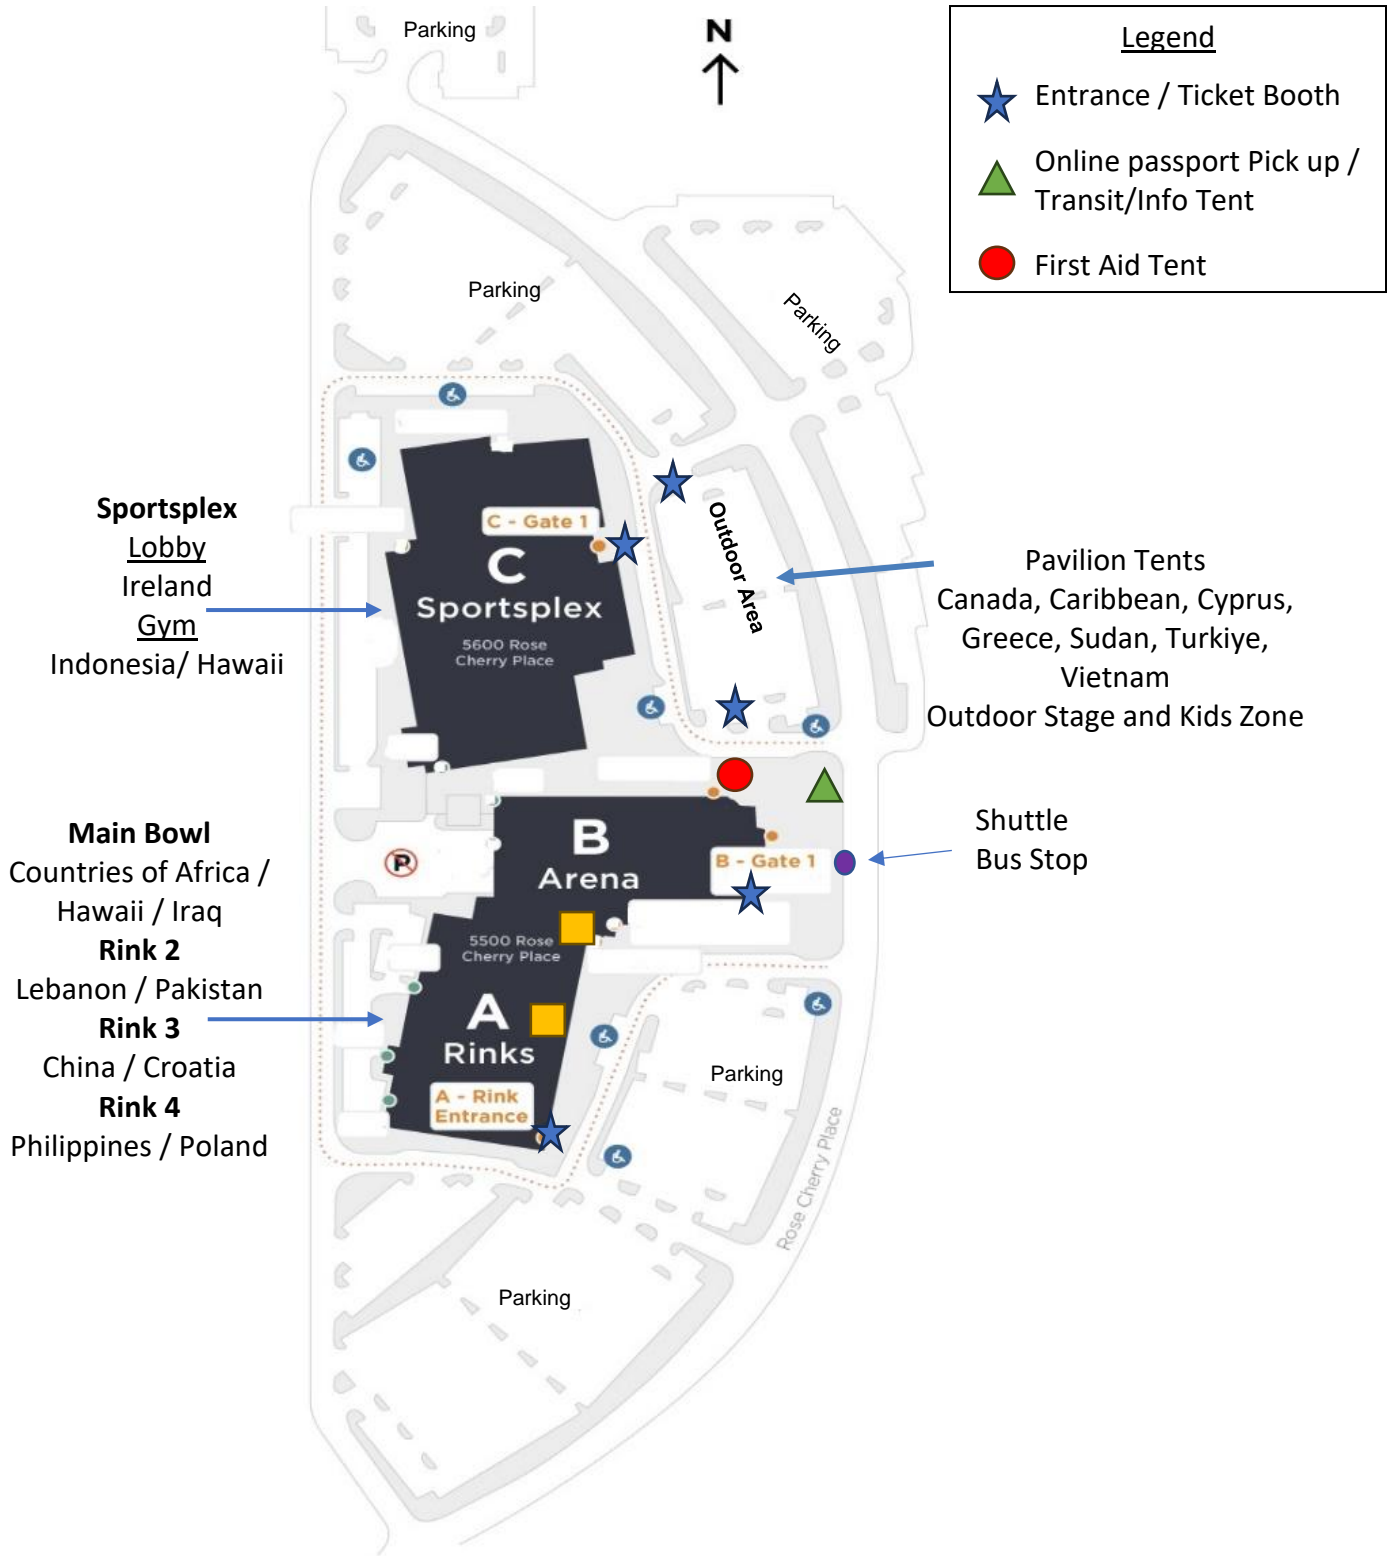 Parking
N
Legend
Entrance / Ticket Booth
Online passport Pick up /
Transit/Info Tent
First Aid Tent
Parking
Parking
Sportsplex
Lobby
Ireland
Gym
Indonesia/ Hawaii
C - Gate 1
C
Sportsplex
5600 Rose
Cherry Place
Outdoor Area
Pavilion Tents
Canada, Caribbean, Cyprus,
Greece, Sudan, Turkiye,
Vietnam
Outdoor Stage and Kids Zone
Main Bowl
Countries of Africa /
Hawaii / Iraq
Rink 2
Lebanon / Pakistan
Rink 3
China / Croatia
Rink 4
Philippines / Poland
P
B
Arena
B - Gate 1
Shuttle
Bus Stop
5500 Rose
Cherry Place
A
Rinks
A - Rink
Entrance
Parking
Rose Cherry Place
Parking